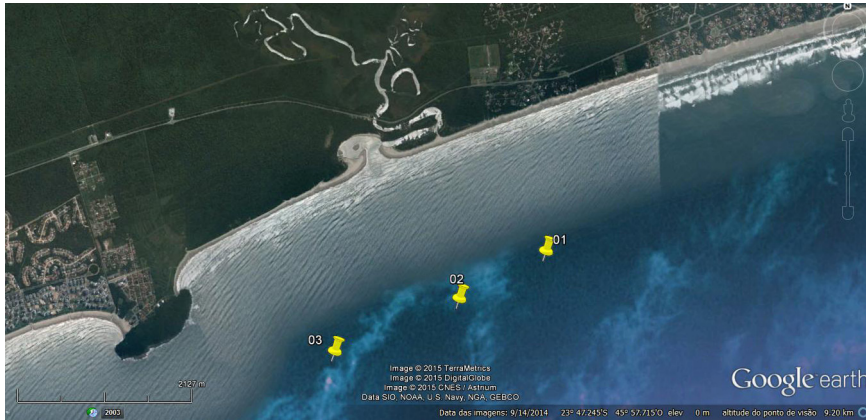 N
01
02
03
2127 m
Image © 2015 TerraMetrics
Image © 2015 DigitalGlobe
Image © 2015 CNES / Astrium
Data SIO, NOAA, U.S. Navy, NGA, GEBCO
Google earth
2003
Data das imagens: 9/14/2014 23° 47.245'S 45° 57.715'O elev 0 m altitude do ponto de visão 9.20 km